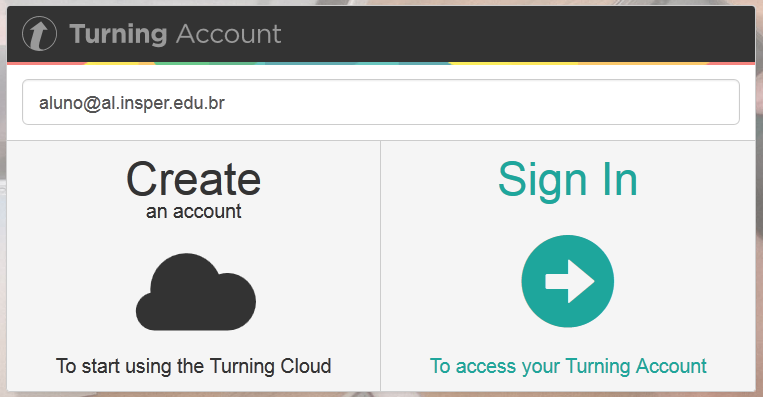 Turning Account
aluno@al.insper.edu.br
Create
an account
To start using the Turning Cloud
Sign In
To access your Turning Account